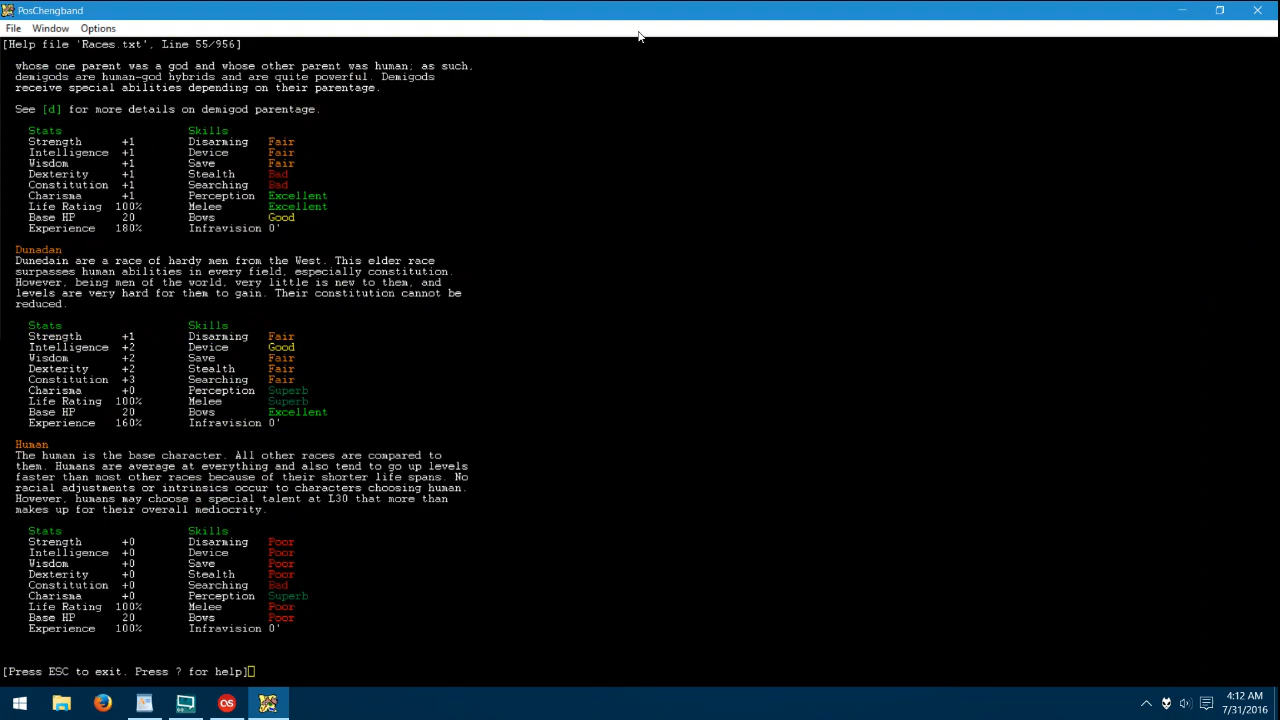 PosChengband
File Window Options
[Help file 'Races.txt', Line 55/956]
whose one parent was a god and whose other parent was human; as such,
demigods are human-god hybrids and are quite powerful. Demigods
receive special abilities depending on their parentage.
See [d] for more details on demigod parentage.
Stats Skills
Strength +1 Disarming Fair
Intelligence +1 Device Fair
Wisdom +1 Save Fair
Dexterity +1 Stealth Bad
Constitution +1 Searching Bad
Charisma +1 Perception Excellent
Life Rating 100% Melee Excellent
Base HP 20 Bows Good
Experience 180% Infravision 0'
Dunadan
Dunedain are a race of hardy men from the West. This elder race
surpasses human abilities in every field, especially constitution.
However, being men of the world, very little is new to them, and
levels are very hard for them to gain. Their constitution cannot be
reduced.
Stats Skills
Strength +1 Disarming Fair
Intelligence +2 Device Good
Wisdom +2 Save Fair
Dexterity +2 Stealth Fair
Constitution +3 Searching Fair
Charisma +0 Perception Superb
Life Rating 100% Melee Superb
Base HP 20 Bows Excellent
Experience 160% Infravision 0'
Human
The human is the base character. All other races are compared to
them. Humans are average at everything and also tend to go up levels
faster than most other races because of their shorter life spans. No
racial adjustments or intrinsics occur to characters choosing human.
However, humans may choose a special talent at L30 that more than
makes up for their overall mediocrity.
Stats Skills
Strength +0 Disarming Poor
Intelligence +0 Device Poor
Wisdom +0 Save Poor
Dexterity +0 Stealth Poor
Constitution +0 Searching Bad
Charisma +0 Perception Superb
Life Rating 100% Melee Poor
Base HP 20 Bows Poor
Experience 100% Infravision 0'
[Press ESC to exit. Press ? for help]
4:12 AM
7/31/2016